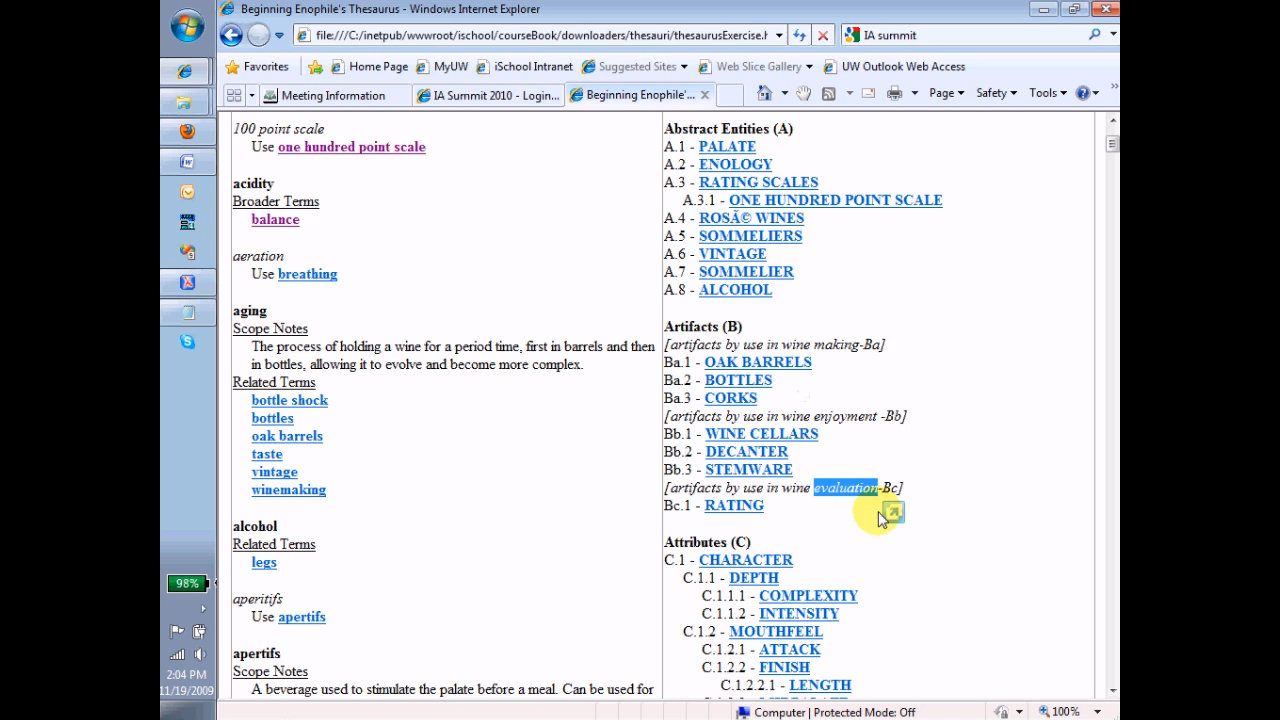 Beginning Enophile's Thesaurus - Windows Internet Explorer
file:///C:/inetpub/wwwroot/ischool/courseBook/downloaders/thesauri/thesaurusExercise.h
IA summit
Favorites
Home Page
MyUW
iSchool Intranet
Suggested Sites
Web Slice Gallery
UW Outlook Web Access
Meeting Information
IA Summit 2010 - Login...
Beginning Enophile'...
Page
Safety
Tools
100 point scale
Use one hundred point scale
acidity
Broader Terms
balance
aeration
Use breathing
aging
Scope Notes
The process of holding a wine for a period time, first in barrels and then
in bottles, allowing it to evolve and become more complex.
Related Terms
bottle shock
bottles
oak barrels
taste
vintage
winemaking
alcohol
Related Terms
legs
aperitifs
Use apertifs
apertifs
Scope Notes
A beverage used to stimulate the palate before a meal. Can be used for
Abstract Entities (A)
A.1 - PALATE
A.2 - ENOLOGY
A.3 - RATING SCALES
A.3.1 - ONE HUNDRED POINT SCALE
A.4 - ROSÃ© WINES
A.5 - SOMMELIERS
A.6 - VINTAGE
A.7 - SOMMELIER
A.8 - ALCOHOL
Artifacts (B)
[artifacts by use in wine making-Ba]
Ba.1 - OAK BARRELS
Ba.2 - BOTTLES
Ba.3 - CORKS
[artifacts by use in wine enjoyment -Bb]
Bb.1 - WINE CELLARS
Bb.2 - DECANTER
Bb.3 - STEMWARE
[artifacts by use in wine evaluation-Bc]
Bc.1 - RATING
Attributes (C)
C.1 - CHARACTER
C.1.1 - DEPTH
C.1.1.1 - COMPLEXITY
C.1.1.2 - INTENSITY
C.1.2 - MOUTHFEEL
C.1.2.1 - ATTACK
C.1.2.2 - FINISH
C.1.2.2.1 - LENGTH
98%
2:04 PM
11/19/2009
Computer | Protected Mode: Off
100%